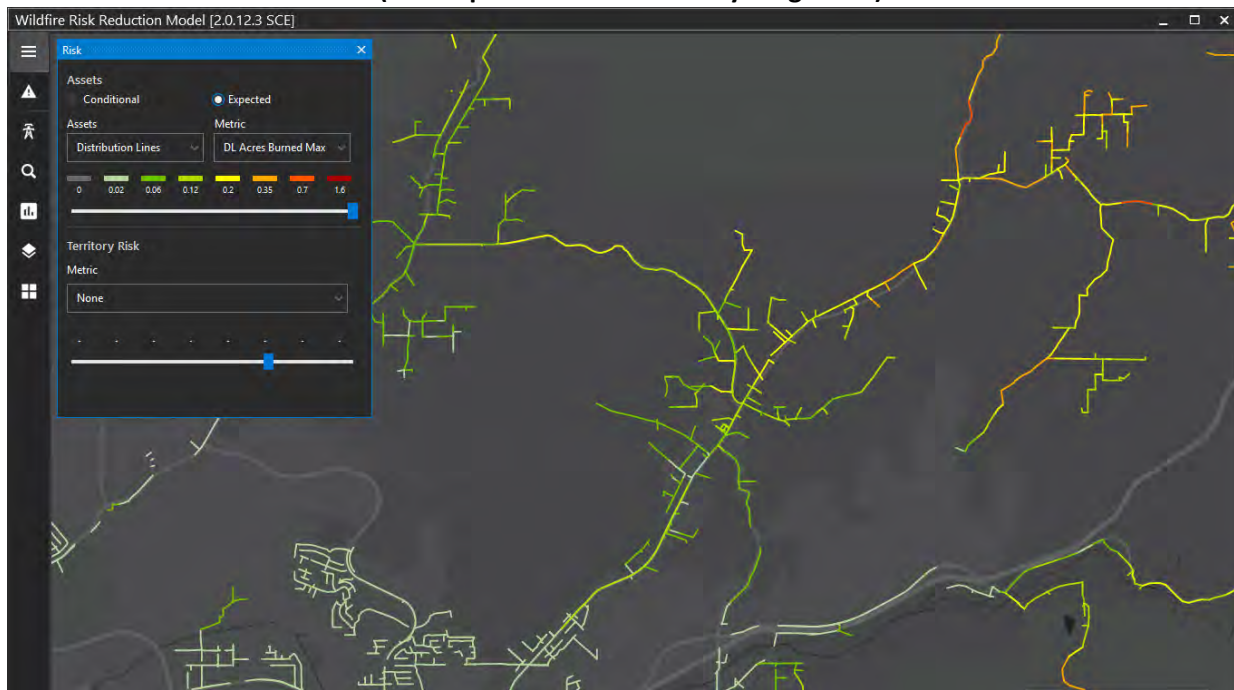 Wildfire Risk Reduction Model [2.0.12.3 SCE]
Risk
Assets
Conditional Expected
Assets Metric
Distribution Lines DL Acres Burned Max
0 0.02 0.06 0.12 0.2 0.35 0.7 1.6
Territory Risk
Metric
None
- - - - - - - -